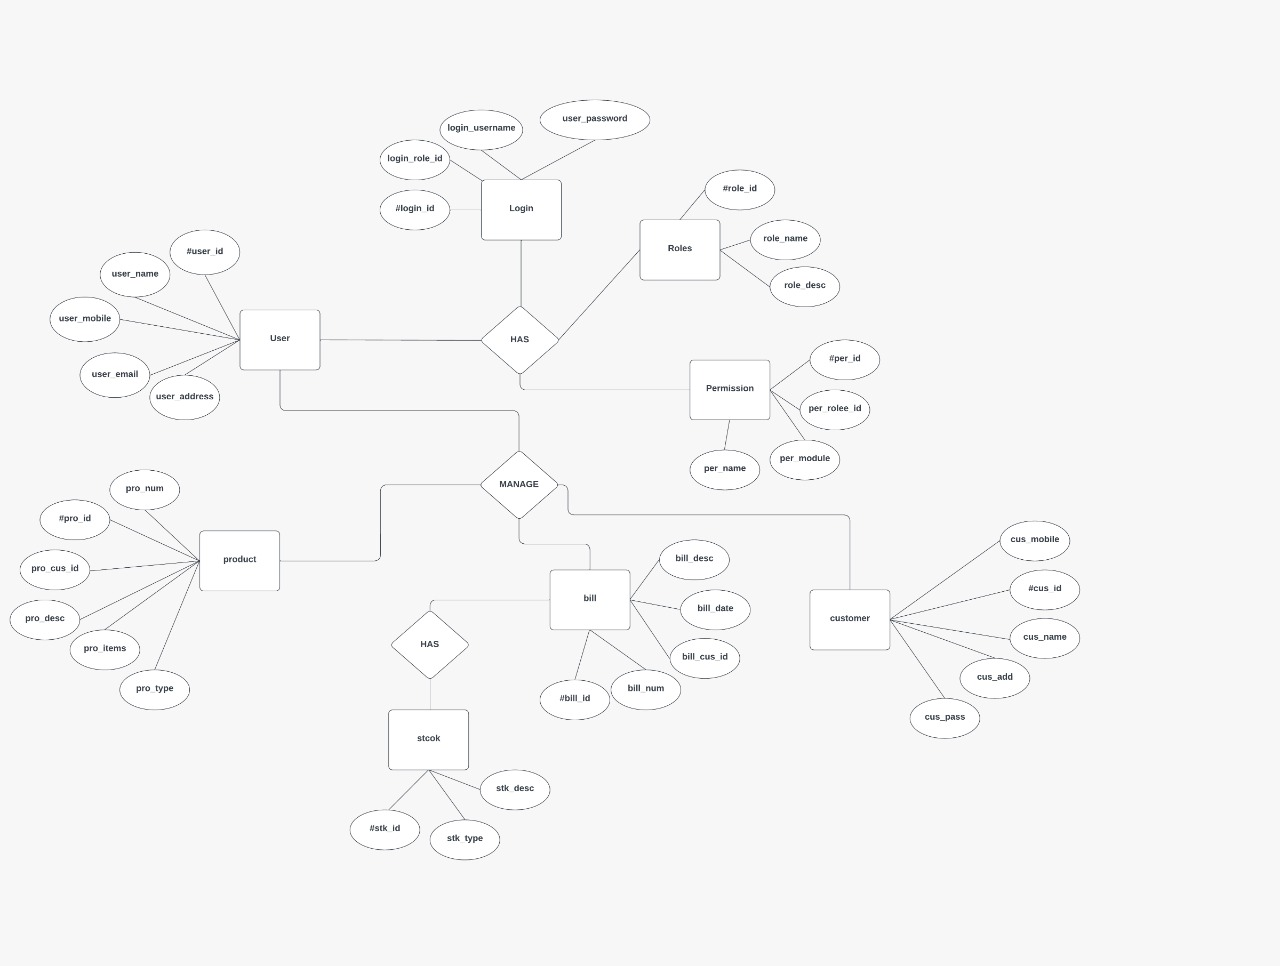 user_password
login_username
login_role_id
#login_id
Login
#role_id
Roles
role_name
role_desc
#user_id
user_name
user_mobile
User
user_email
user_address
HAS
#per_id
Permission
per_rolee_id
per_module
per_name
MANAGE
pro_num
#pro_id
product
pro_cus_id
pro_desc
pro_items
pro_type
bill
bill_desc
bill_date
bill_cus_id
#bill_id
bill_num
cus_mobile
#cus_id
customer
cus_name
cus_add
cus_pass
HAS
stcok
stk_desc
#stk_id
stk_type